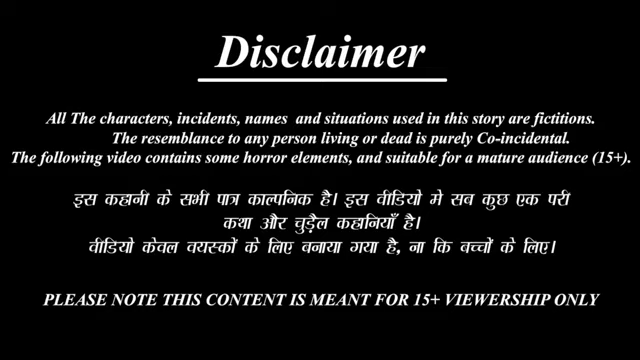 Disclaimer
All The characters, incidents, names and situations used in this story are fictitions.
The resemblance to any person living or dead is purely Co-incidental.
The following video contains some horror elements, and suitable for a mature audience (15+).
इस कहानी के सभी पात्र काल्पनिक है। इस वीडियो मे सब कुछ एक परी
कथा और चुड़ैल कहानियाँ है।
वीडियो केवल वयस्कों के लिए बनाया गया है, ना कि बच्चों के लिए।
PLEASE NOTE THIS CONTENT IS MEANT FOR 15+ VIEWERSHIP ONLY